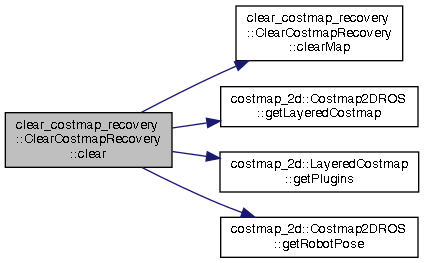 clear_costmap_recovery
::ClearCostmapRecovery
::clear
clear_costmap_recovery
::ClearCostmapRecovery
::clearMap
costmap_2d::Costmap2DROS
::getLayeredCostmap
costmap_2d::LayeredCostmap
::getPlugins
costmap_2d::Costmap2DROS
::getRobotPose